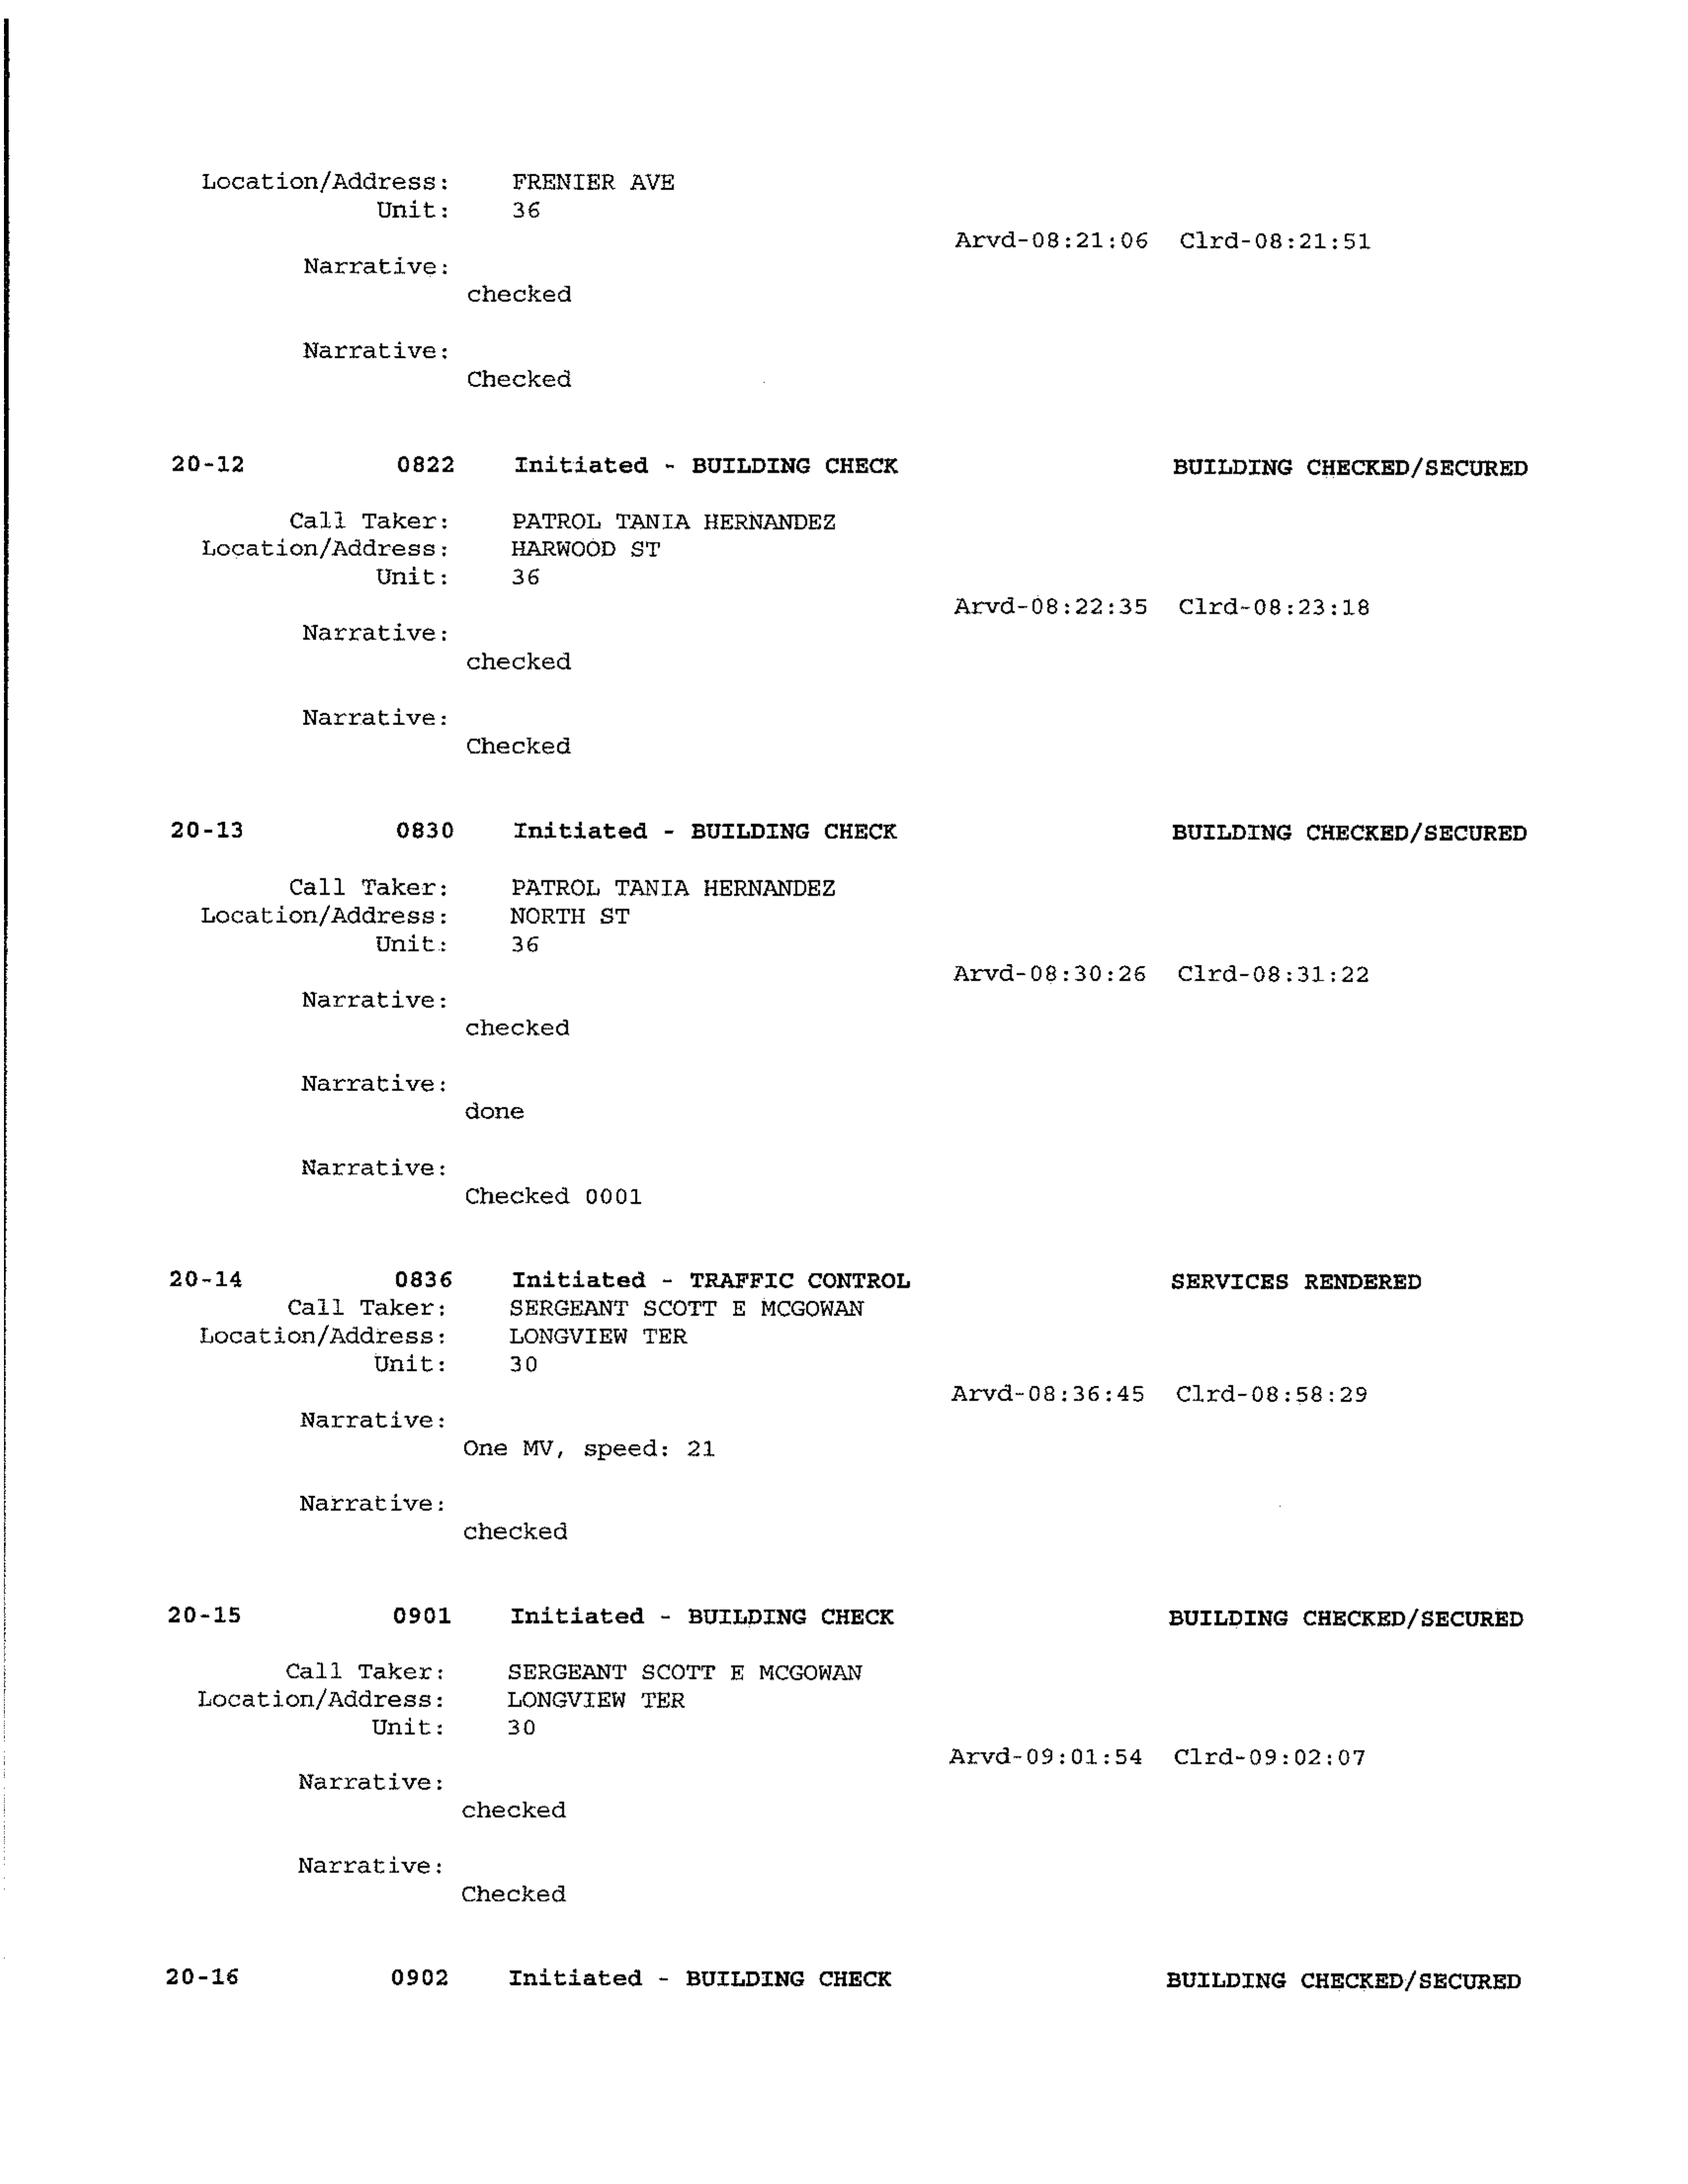 Location/Address: FRENIER AVE
Unit: 36
Arvd-08:21:06 Clrd-08:21:51
Narrative:
checked
Narrative:
Checked
20-12 0822 Initiated - BUILDING CHECK BUILDING CHECKED/SECURED
Call Taker: PATROL TANIA HERNANDEZ
Location/Address: HARWOOD ST
Unit: 36
Arvd-08:22:35 Clrd-08:23:18
Narrative:
checked
Narrative:
Checked
20-13 0830 Initiated - BUILDING CHECK BUILDING CHECKED/SECURED
Call Taker: PATROL TANIA HERNANDEZ
Location/Address: NORTH ST
Unit: 36
Arvd-08:30:26 Clrd-08:31:22
Narrative:
checked
Narrative:
done
Narrative:
Checked 0001
20-14 0836 Initiated - TRAFFIC CONTROL SERVICES RENDERED
Call Taker: SERGEANT SCOTT E MCGOWAN
Location/Address: LONGVIEW TER
Unit: 30
Arvd-08:36:45 Clrd-08:58:29
Narrative:
One MV, speed: 21
Narrative:
checked
20-15 0901 Initiated - BUILDING CHECK BUILDING CHECKED/SECURED
Call Taker: SERGEANT SCOTT E MCGOWAN
Location/Address: LONGVIEW TER
Unit: 30
Arvd-09:01:54 Clrd-09:02:07
Narrative:
checked
Narrative:
Checked
20-16 0902 Initiated - BUILDING CHECK BUILDING CHECKED/SECURED